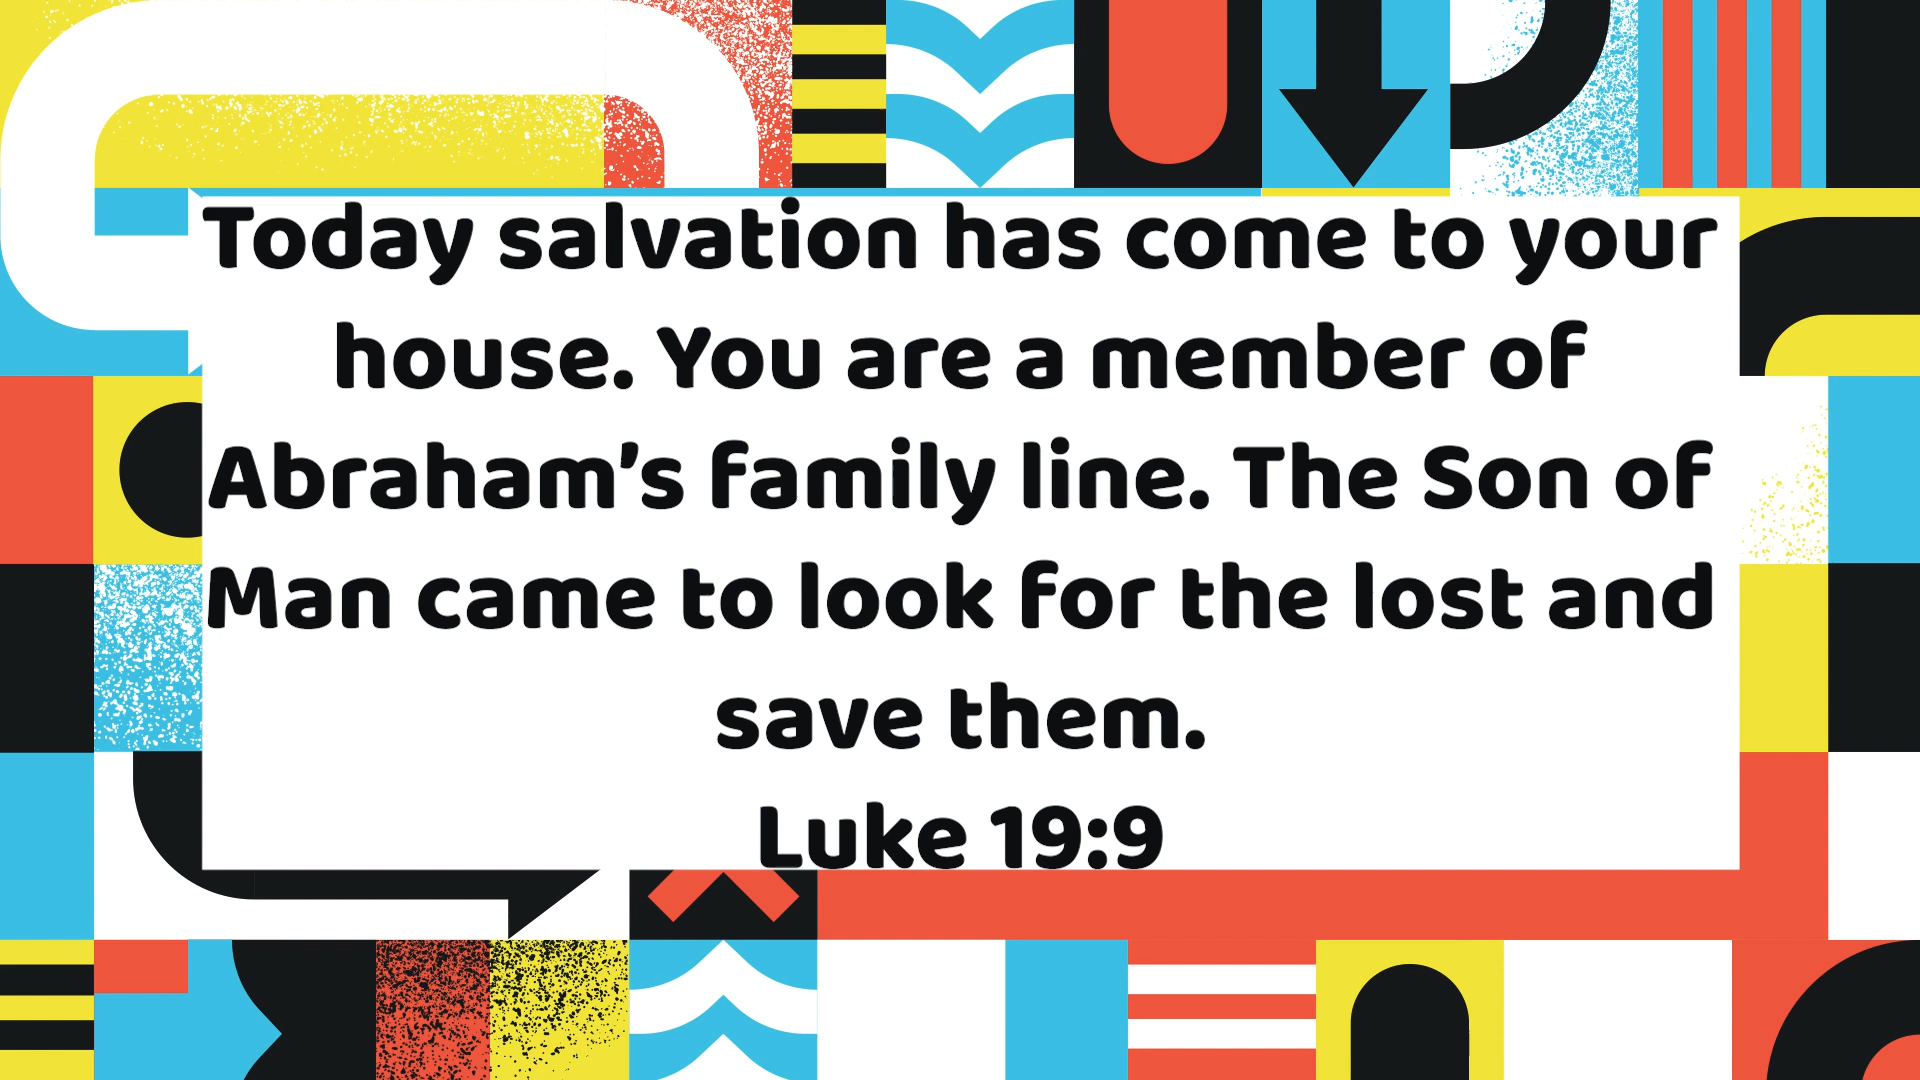 Today salvation has come to your
house. You are a member of
Abraham’s family line. The Son of
Man came to look for the lost and
save them.
Luke 19:9